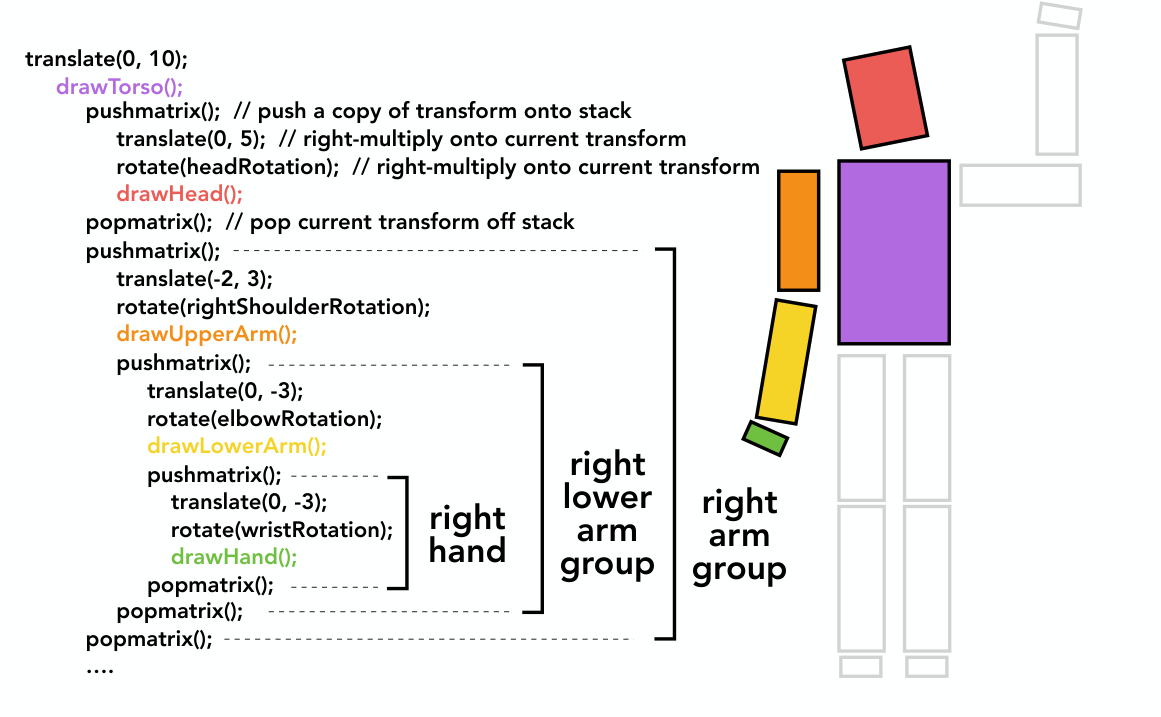 translate(0, 10);
drawTorso();
pushmatrix();  // push a copy of transform onto stack
translate(0, 5);  // right-multiply onto current transform
rotate(headRotation);  // right-multiply onto current transform
drawHead();
popmatrix();  // pop current transform off stack
pushmatrix();
translate(-2, 3);
rotate(rightShoulderRotation);
drawUpperArm();
pushmatrix();
translate(0, -3);
rotate(elbowRotation);
drawLowerArm();
pushmatrix();
translate(0, -3);
rotate(wristRotation);
drawHand();
popmatrix();
popmatrix();
popmatrix();
....
right
hand
right
lower
arm
group
right
arm
group